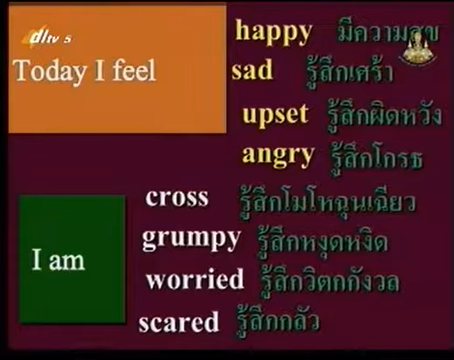 dltv 5
Today I feel
happy มีความสุข
sad รู้สึกเศร้า
upset รู้สึกผิดหวัง
angry รู้สึกโกรธ
I am
cross รู้สึกโมโหฉุนเฉียว
grumpy รู้สึกหงุดหงิด
worried รู้สึกวิตกกังวล
scared รู้สึกกลัว